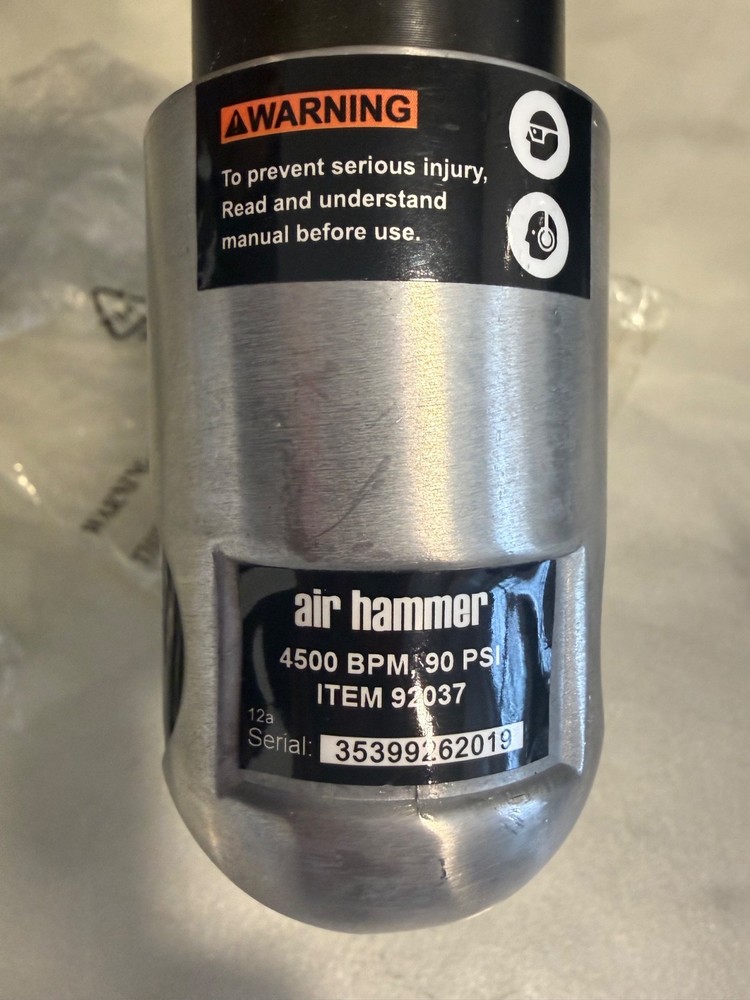 WARNING
To prevent serious injury,
Read and understand
manual before use.
air hammer
4500 BPM, 90 PSI
ITEM 92037
12a
Serial: 35399262019